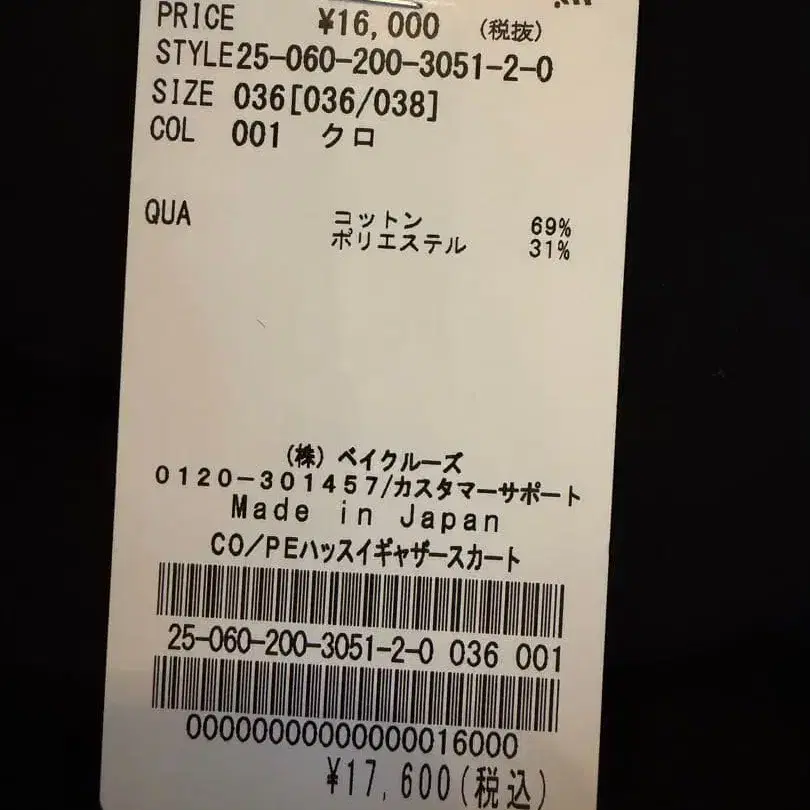 PRICE ¥16,000 (税抜)
STYLE25-060-200-3051-2-0
SIZE 036[036/038]
COL 001 クロ
QUA コットン 69%
ポリエステル 31%
(株) ベイクルーズ
0120-301457/カスタマーサポート
Made in Japan
CO/PEハッスイギャザースカート
25-060-200-3051-2-0 036 001
00000000000000016000
¥17,600(税込)